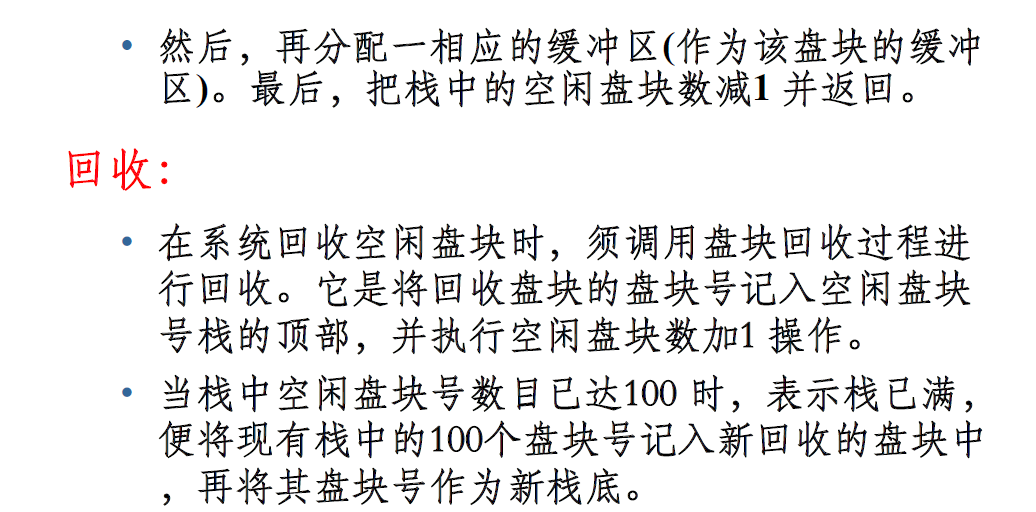 • 然后，再分配一相应的缓冲区(作为该盘块的缓冲
区)。最后，把栈中的空闲盘块数减1 并返回。
回收：
• 在系统回收空闲盘块时，须调用盘块回收过程进
行回收。它是将回收盘块的盘块号记入空闲盘块
号栈的顶部，并执行空闲盘块数加1 操作。
• 当栈中空闲盘块号数目已达100 时，表示栈已满，
便将现有栈中的100个盘块号记入新回收的盘块中
，再将其盘块号作为新栈底。